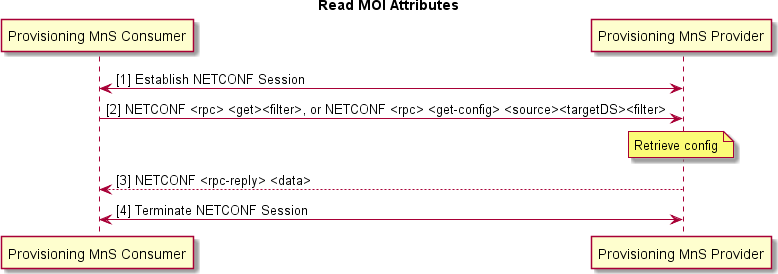 Read MOI Attributes
Provisioning MnS Consumer
Provisioning MnS Provider
[1] Establish NETCONF Session
[2] NETCONF <rpc> <get><filter>, or NETCONF <rpc> <get-config> <source><targetDS><filter>
Retrieve config
[3] NETCONF <rpc-reply> <data>
[4] Terminate NETCONF Session
Provisioning MnS Consumer
Provisioning MnS Provider